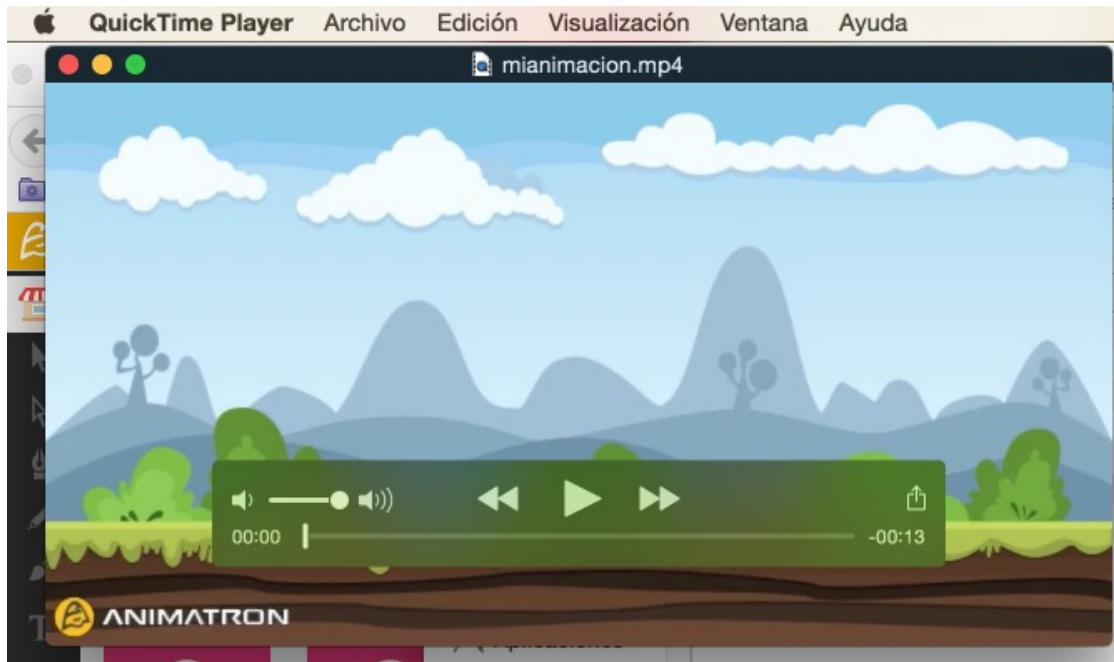 QuickTime Player Archivo Edición Visualización Ventana Ayuda
mianimacion.mp4
00:00 -00:13
ANIMATRON
T